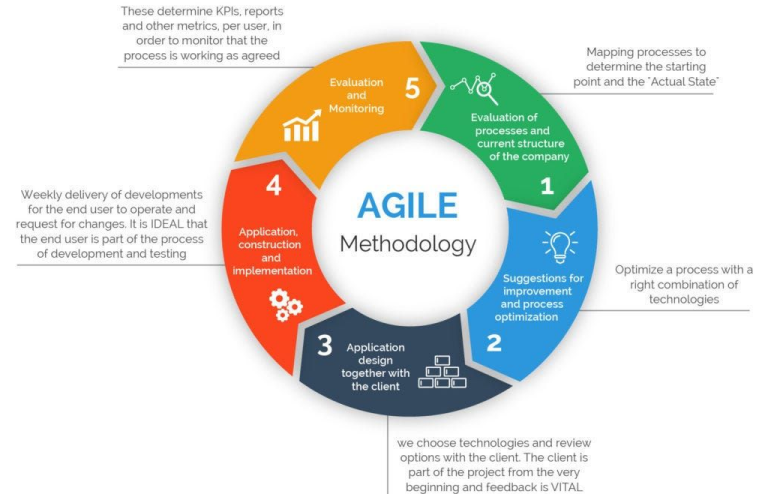 AGILE
Methodology
1
Evaluation of
processes and
current structure
of the company
Mapping processes to
determine the starting
point and the "Actual State"
2
Suggestions for
improvement
and process
optimization
Optimize a process with a
right combination of
technologies
3
Application
design
together with
the client
we choose technologies and review
options with the client. The client is
part of the project from the very
beginning and feedback is VITAL
4
Application,
construction
and
implementation
Weekly delivery of developments
for the end user to operate and
request for changes. It is IDEAL that
the end user is part of the process
of development and testing
5
Evaluation
and
Monitoring
These determine KPIs, reports
and other metrics, per user, in
order to monitor that the
process is working as agreed